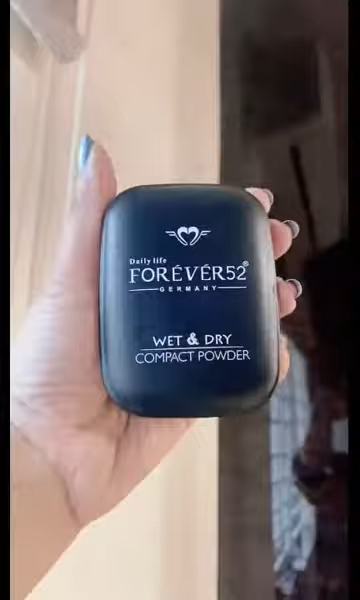 Daily life
FORÉVÉR52®
GERMANY
WET & DRY
COMPACT POWDER